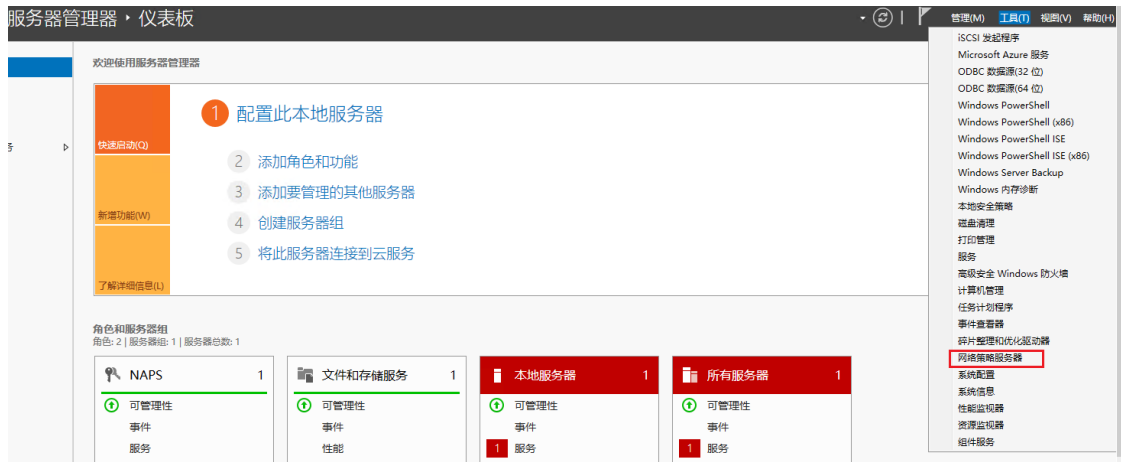 服务器管理器 · 仪表板
管理(M) 工具(T) 视图(V) 帮助(H)
欢迎使用服务器管理器
快速启动(Q)
新增功能(W)
了解详细信息(L)
1 配置此本地服务器
2 添加角色和功能
3 添加要管理的其他服务器
4 创建服务器组
5 将此服务器连接到云服务
务
角色和服务器组
角色: 2 | 服务器组: 1 | 服务器总数: 1
NAPS 1
可管理性
事件
服务
文件和存储服务 1
可管理性
事件
性能
本地服务器 1
可管理性
事件
1 服务
所有服务器 1
可管理性
事件
1 服务
iSCSI 发起程序
Microsoft Azure 服务
ODBC 数据源(32 位)
ODBC 数据源(64 位)
Windows PowerShell
Windows PowerShell (x86)
Windows PowerShell ISE
Windows PowerShell ISE (x86)
Windows Server Backup
Windows 内存诊断
本地安全策略
磁盘清理
打印管理
服务
高级安全 Windows 防火墙
计算机管理
任务计划程序
事件查看器
碎片整理和优化驱动器
网络策略服务器
系统配置
系统信息
性能监视器
资源监视器
组件服务